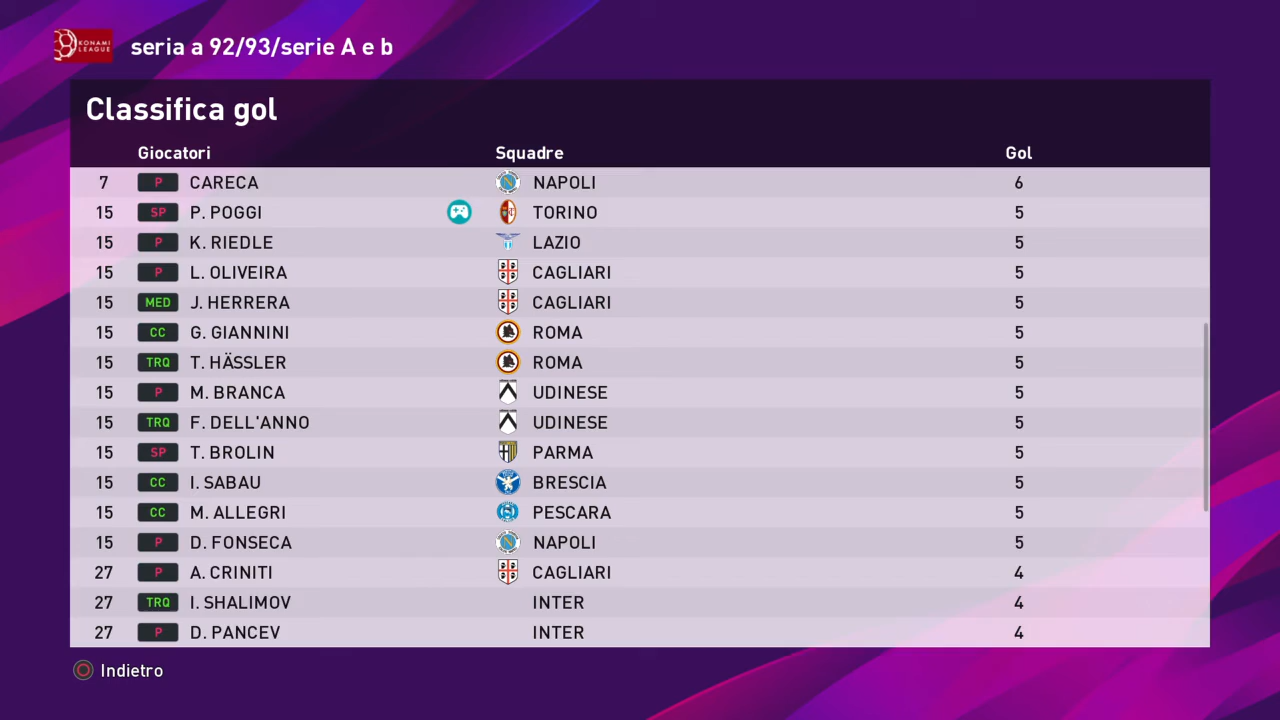 KONAMI
LEAGUE
seria a 92/93/serie A e b
Classifica gol
Giocatori Squadre Gol
7 P CARECA NAPOLI 6
15 SP P. POGGI TORINO 5
15 P K. RIEDLE LAZIO 5
15 P L. OLIVEIRA CAGLIARI 5
15 MED J. HERRERA CAGLIARI 5
15 CC G. GIANNINI ROMA 5
15 TRQ T. HÄSSLER ROMA 5
15 P M. BRANCA UDINESE 5
15 TRQ F. DELL'ANNO UDINESE 5
15 SP T. BROLIN PARMA 5
15 CC I. SABAU BRESCIA 5
15 CC M. ALLEGRI PESCARA 5
15 P D. FONSECA NAPOLI 5
27 P A. CRINITI CAGLIARI 4
27 TRQ I. SHALIMOV INTER 4
27 P D. PANCEV INTER 4
Indietro